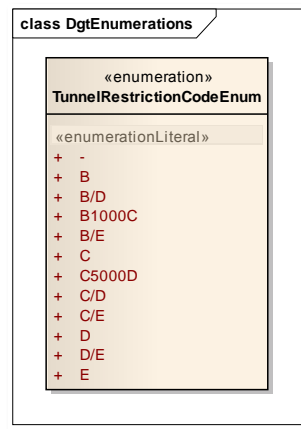 class DgtEnumerations
«enumeration»
TunnelRestrictionCodeEnum
«enumerationLiteral»
+ -
+ B
+ B/D
+ B1000C
+ B/E
+ C
+ C5000D
+ C/D
+ C/E
+ D
+ D/E
+ E